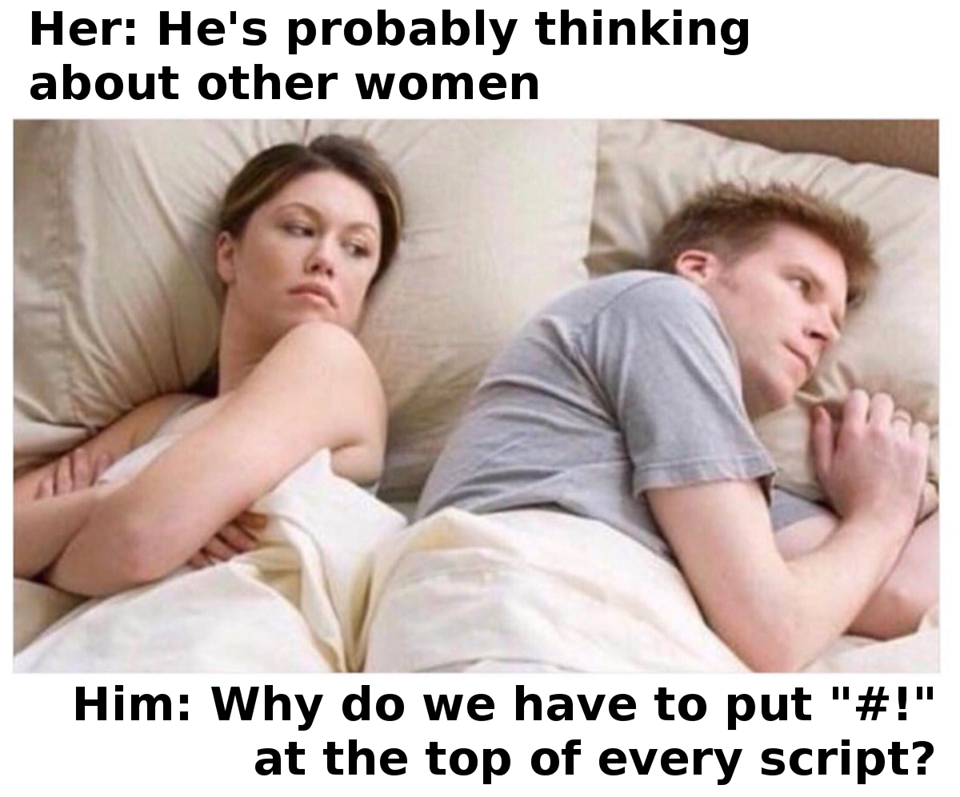 Her: He's probably thinking
about other women
Him: Why do we have to put "#!"
at the top of every script?